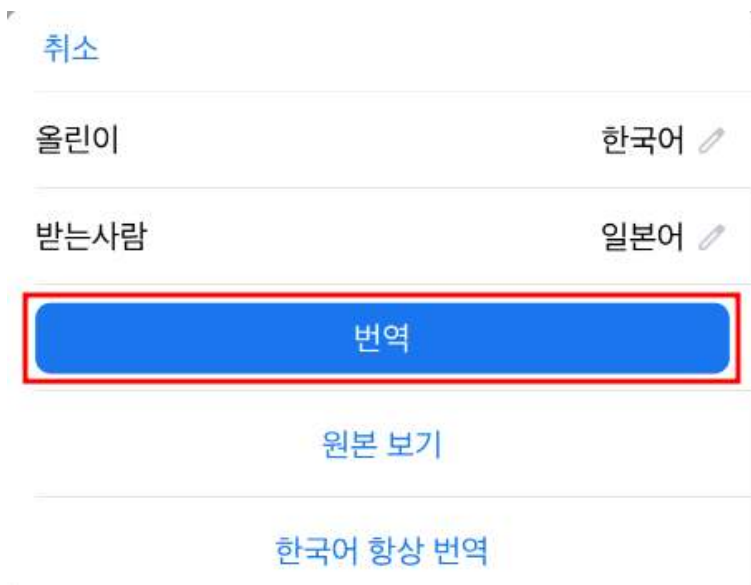 취소
올린이 한국어
받는사람 일본어
번역
원본 보기
한국어 항상 번역